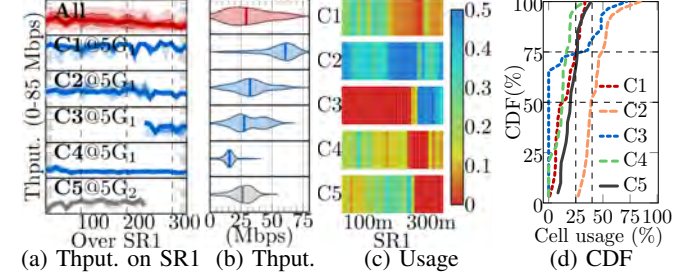 Thput. (0-85 Mbps)
All
C1@5G1
C2@5G1
C3@5G1
C4@5G1
C5@5G2
100 200 300
Over SR1
(a) Thput. on SR1
0 25 50 75
(Mbps)
(b) Thput.
C1
C2
C3
C4
C5
100m 300m
SR1
0.5
0.4
0.3
0.2
0.1
0
(c) Usage
CDF(%)
100
75
50
25
0
C1
C2
C3
C4
C5
0 25 50 75 100
Cell usage (%)
(d) CDF